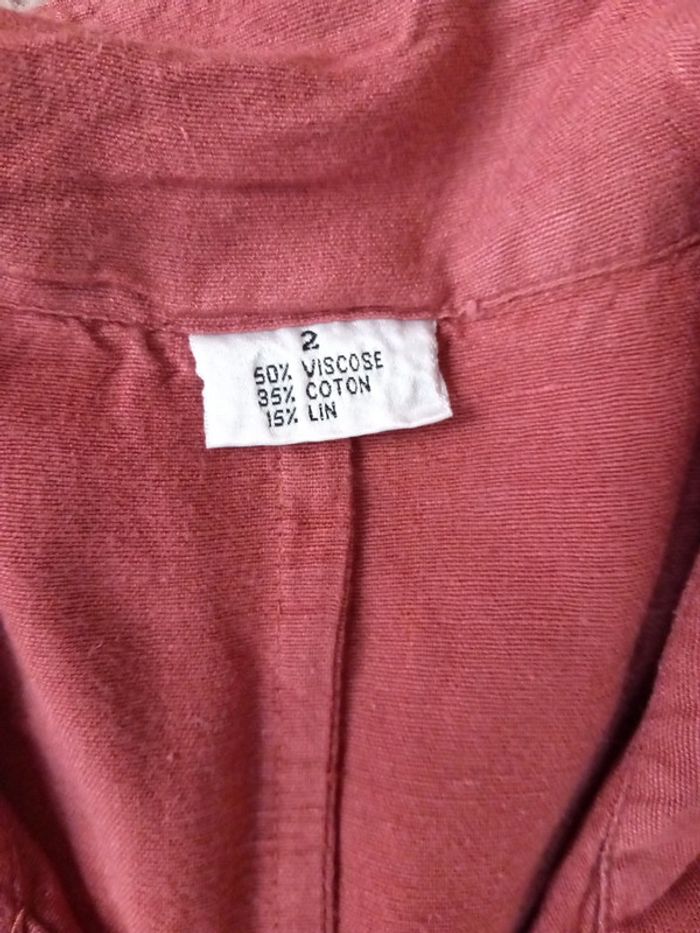 2
50% VISCOSE
35% COTON
15% LIN